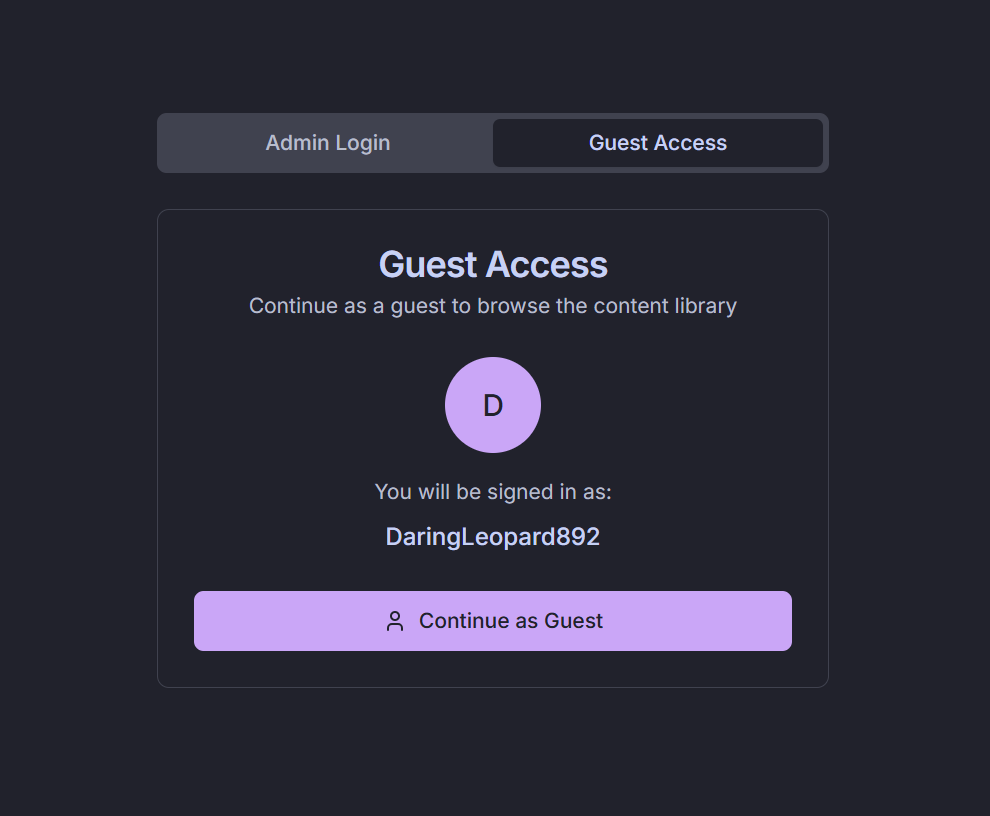 Admin Login
Guest Access
Guest Access
Continue as a guest to browse the content library
D
You will be signed in as:
DaringLeopard892
Continue as Guest